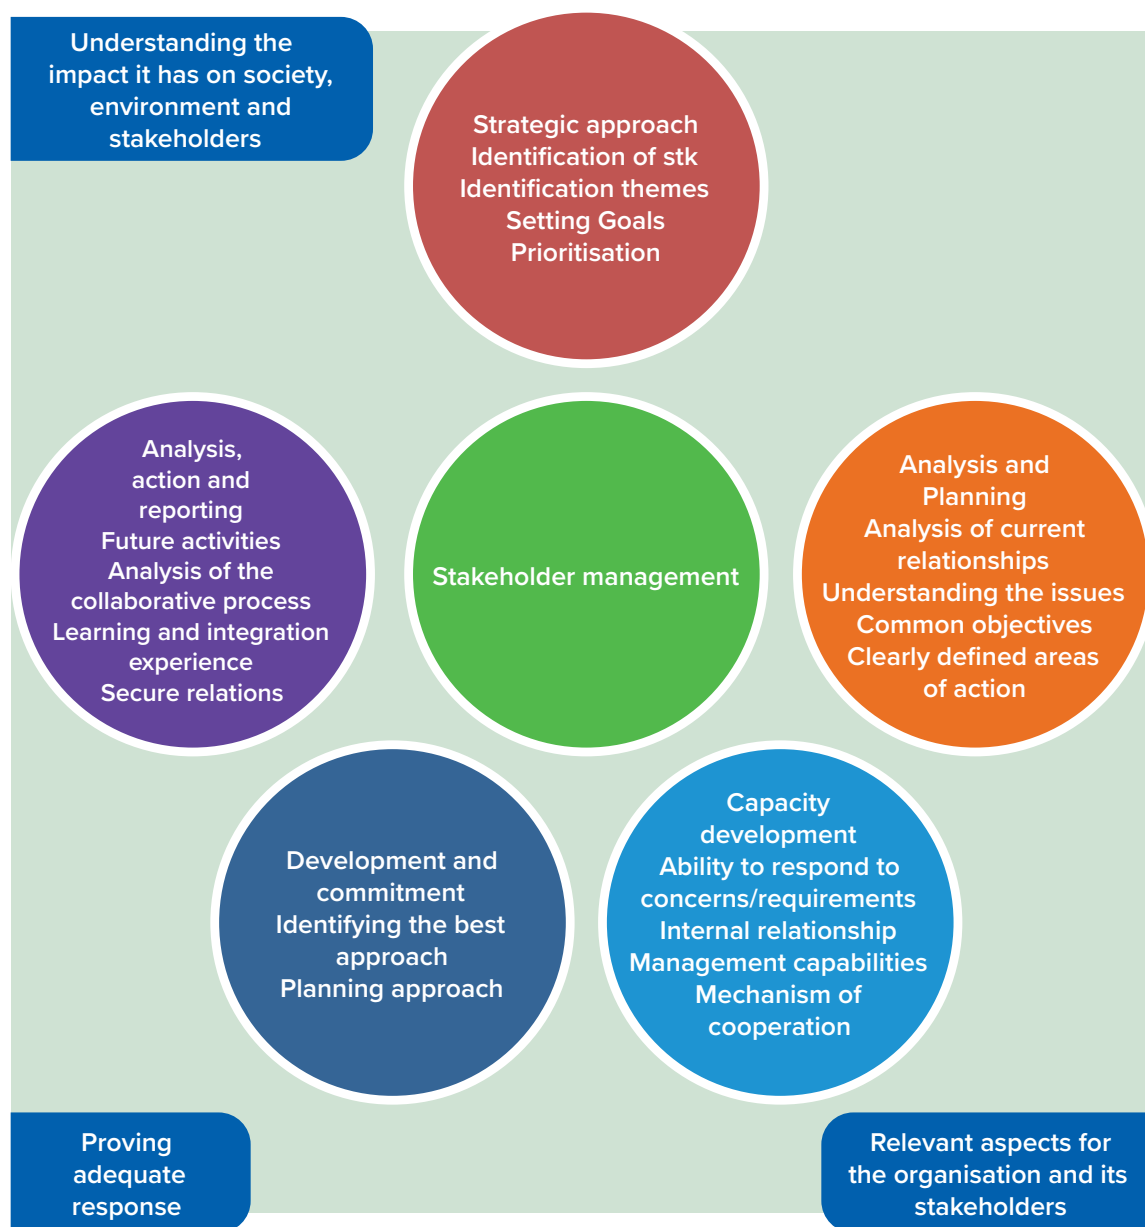 Understanding the
impact it has on society,
environment and
stakeholders
Strategic approach
Identification of stk
Identification themes
Setting Goals
Prioritisation
Analysis,
action and
reporting
Future activities
Analysis of the
collaborative process
Learning and integration
experience
Secure relations
Stakeholder management
Analysis and
Planning
Analysis of current
relationships
Understanding the issues
Common objectives
Clearly defined areas
of action
Development and
commitment
Identifying the best
approach
Planning approach
Capacity
development
Ability to respond to
concerns/requirements
Internal relationship
Management capabilities
Mechanism of
cooperation
Proving
adequate
response
Relevant aspects for
the organisation and its
stakeholders